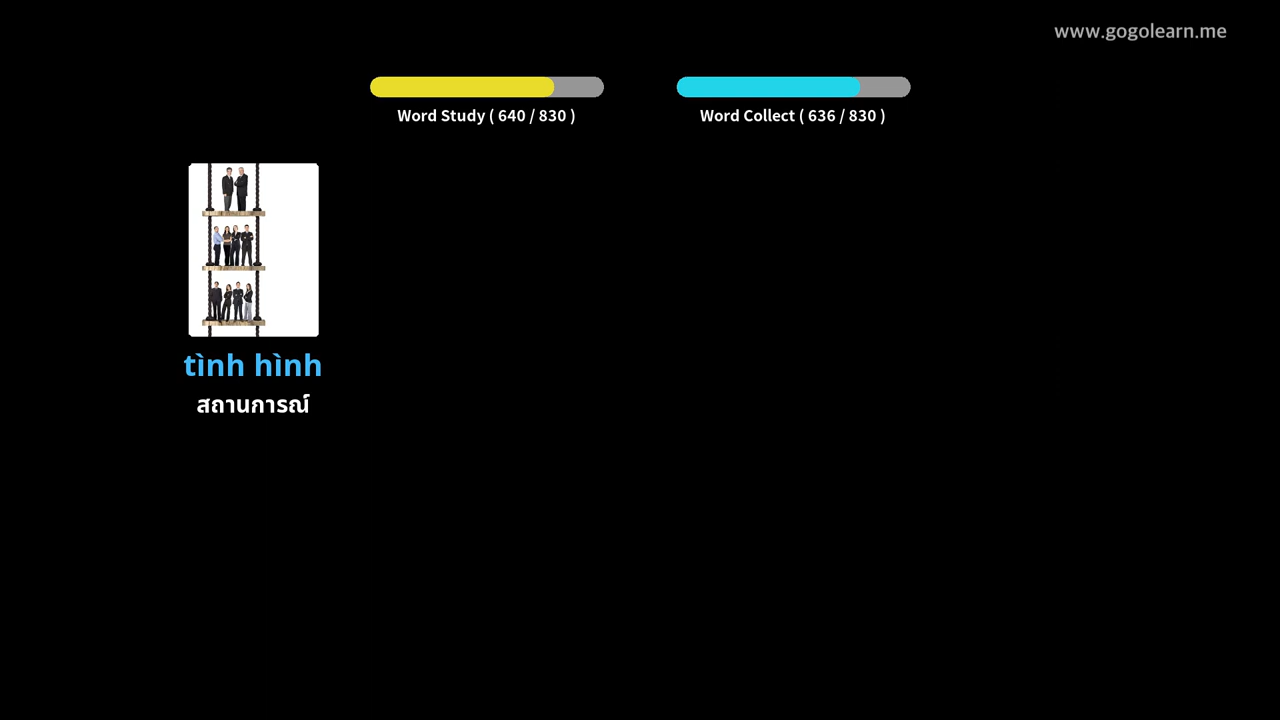 www.gogolearn.me
Word Study ( 640 / 830 )
Word Collect ( 636 / 830 )
tình hình
สถานการณ์